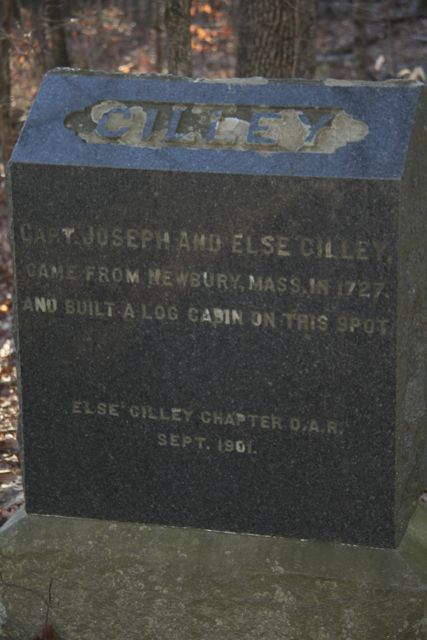 CILLEY
CAPT. JOSEPH AND ELSE CILLEY,
CAME FROM NEWBURY, MASS. IN 1727.
AND BUILT A LOG CABIN ON THIS SPOT
ELSE CILLEY CHAPTER D.A.R.
SEPT. 1901.